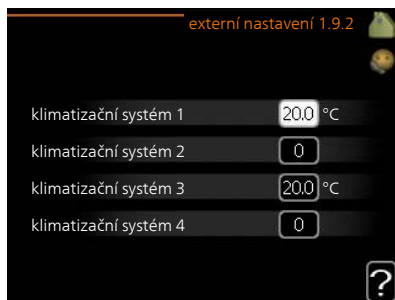 externí nastavení 1.9.2
klimatizační systém 1 20.0 °C
klimatizační systém 2 0
klimatizační systém 3 20.0 °C
klimatizační systém 4 0
?